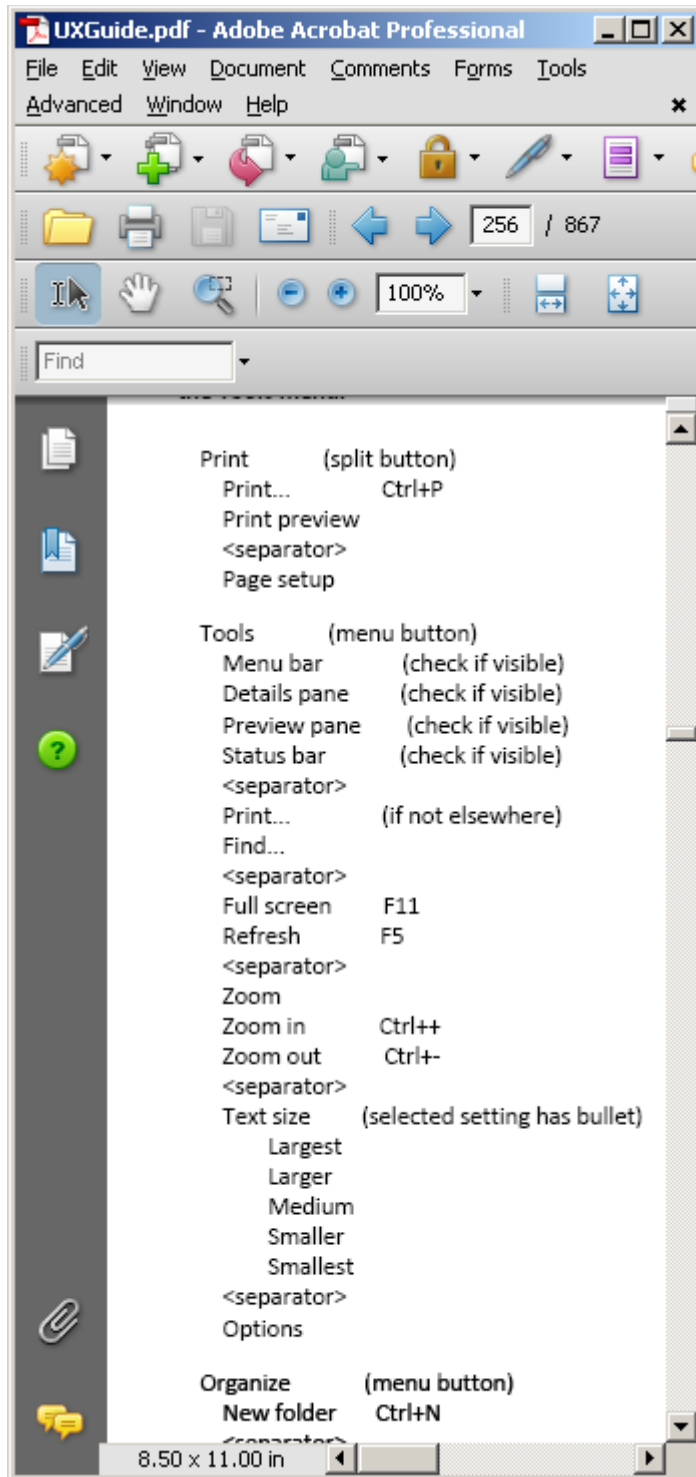 UXGuide.pdf - Adobe Acrobat Professional
File Edit View Document Comments Forms Tools
Advanced Window Help
256 / 867
100%
Find
the Tools menu.
Print (split button)
Print... Ctrl+P
Print preview
<separator>
Page setup
Tools (menu button)
Menu bar (check if visible)
Details pane (check if visible)
Preview pane (check if visible)
Status bar (check if visible)
<separator>
Print... (if not elsewhere)
Find...
<separator>
Full screen F11
Refresh F5
<separator>
Zoom
Zoom in Ctrl++
Zoom out Ctrl+-
<separator>
Text size (selected setting has bullet)
Largest
Larger
Medium
Smaller
Smallest
<separator>
Options
Organize (menu button)
New folder Ctrl+N
<separator>
8.50 x 11.00 in